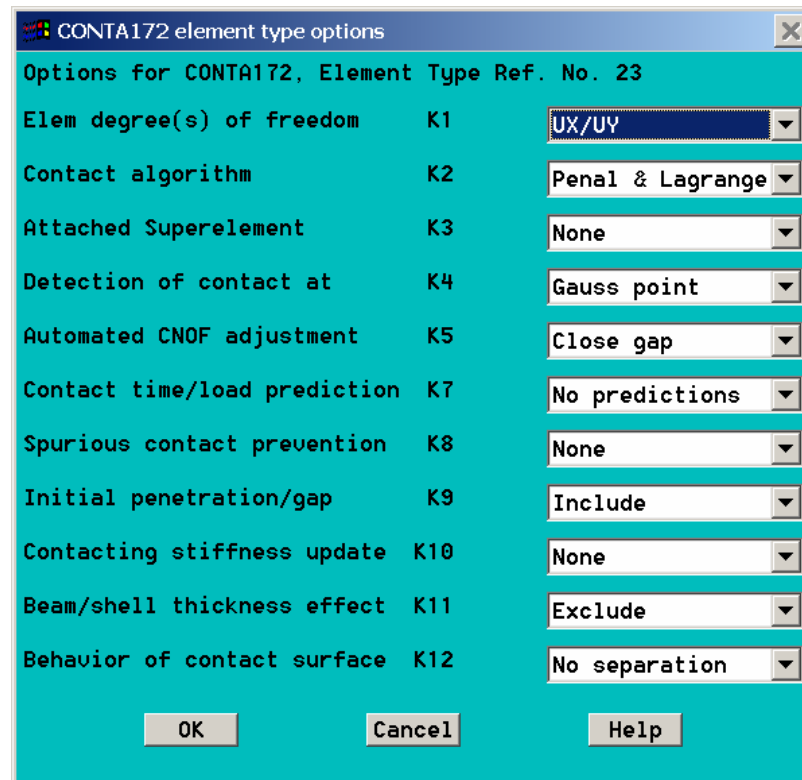 CONTA172 element type options
Options for CONTA172, Element Type Ref. No. 23
Elem degree(s) of freedom K1 UX/UY
Contact algorithm K2 Penal & Lagrange
Attached Superelement K3 None
Detection of contact at K4 Gauss point
Automated CNOF adjustment K5 Close gap
Contact time/load prediction K7 No predictions
Spurious contact prevention K8 None
Initial penetration/gap K9 Include
Contacting stiffness update K10 None
Beam/shell thickness effect K11 Exclude
Behavior of contact surface K12 No separation
OK Cancel Help